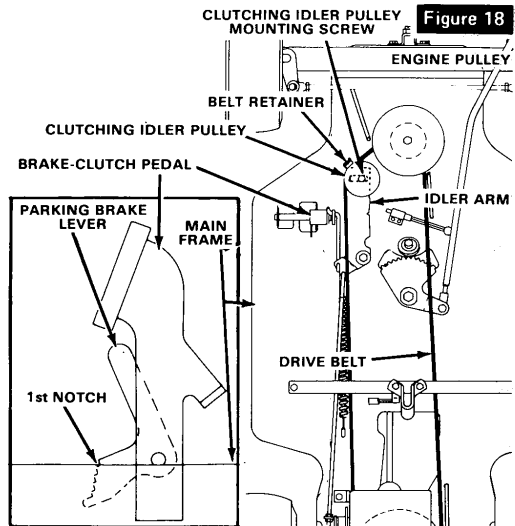 CLUTCHING IDLER PULLEY
MOUNTING SCREW
Figure 18
ENGINE PULLEY
BELT RETAINER
CLUTCHING IDLER PULLEY
BRAKE-CLUTCH PEDAL
IDLER ARM
PARKING BRAKE
LEVER
MAIN
FRAME
DRIVE BELT
1st NOTCH